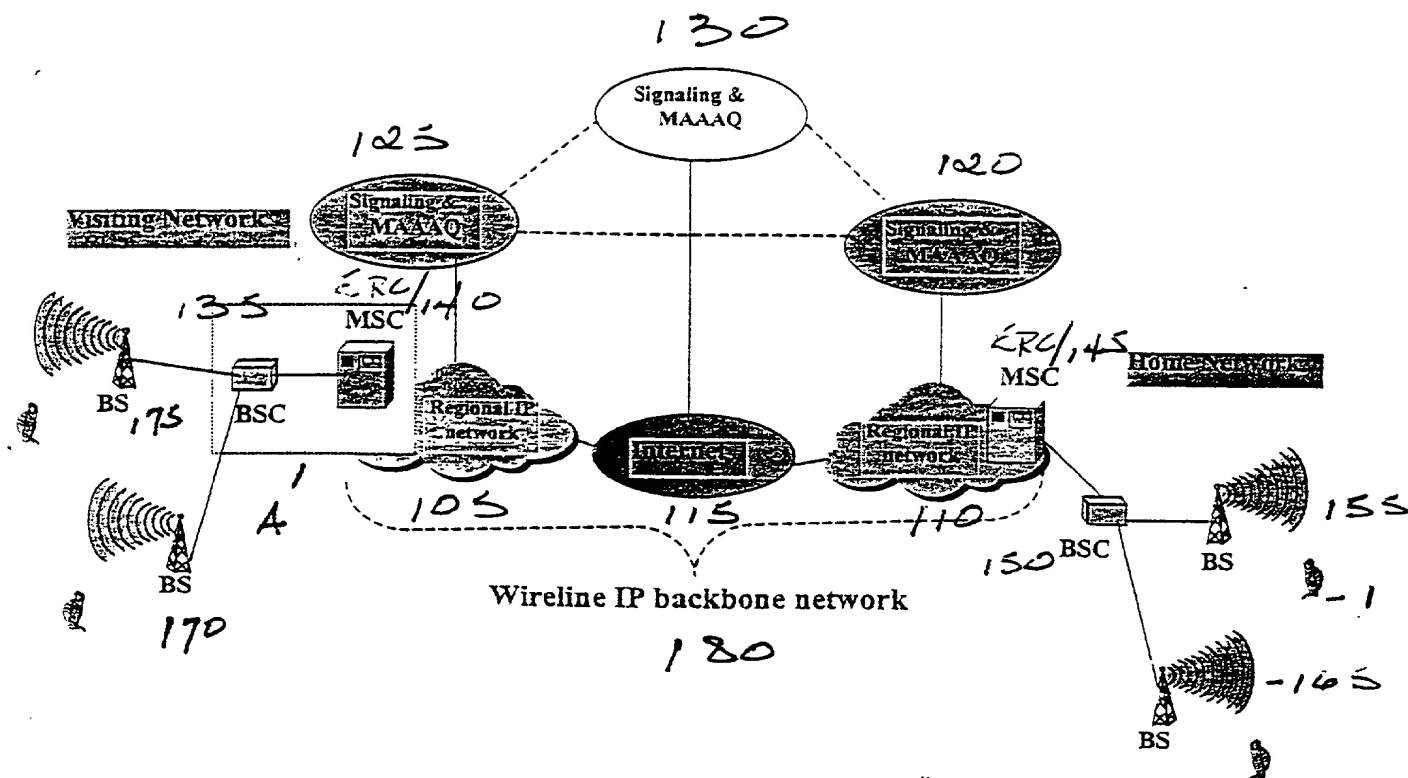 130
Signaling &
MAAAQ
125
120
Visiting Network
Signaling &
MAAAQ
Signaling &
MAAAQ
135
ERC/140
MSC
ERC/145
MSC
Home Network
BS
175
BSC
Regional IP
network
Internet
Regional IP
network
A
105
115
110
155
150
BSC
BS
BS
Wireline IP backbone network
- 1
170
180
-165
BS